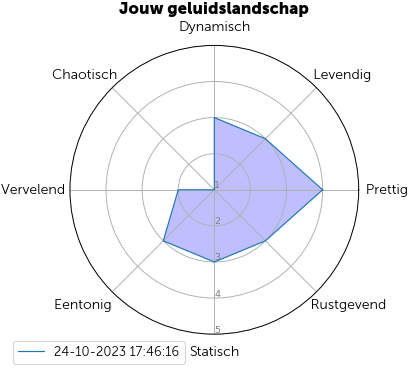 Jouw geluidslandschap
Dynamisch
Chaotisch
Levendig
Vervelend
Prettig
1
2
3
4
5
Eentonig
Rustgevend
24-10-2023 17:46:16
Statisch